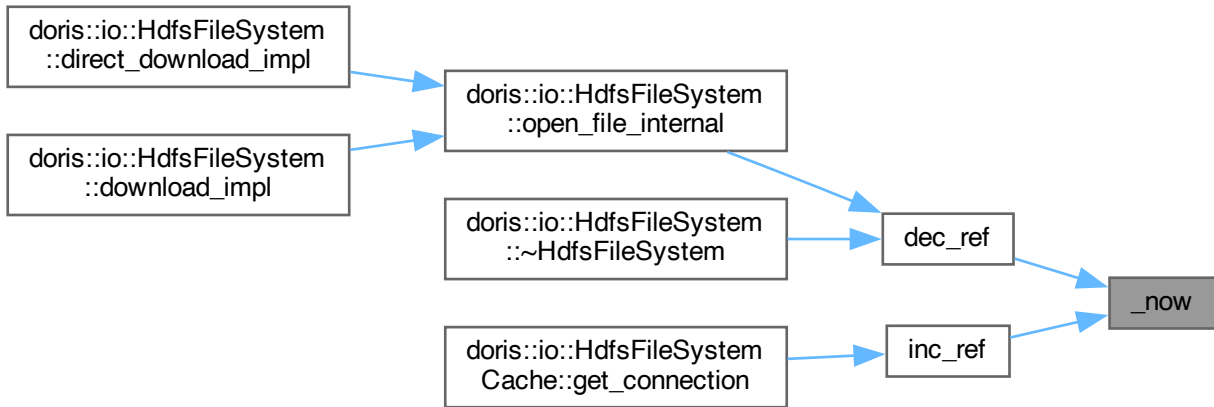 doris::io::HdfsFileSystem
::direct_download_impl
doris::io::HdfsFileSystem
::download_impl
doris::io::HdfsFileSystem
::open_file_internal
doris::io::HdfsFileSystem
::~HdfsFileSystem
doris::io::HdfsFileSystem
Cache::get_connection
dec_ref
inc_ref
_now